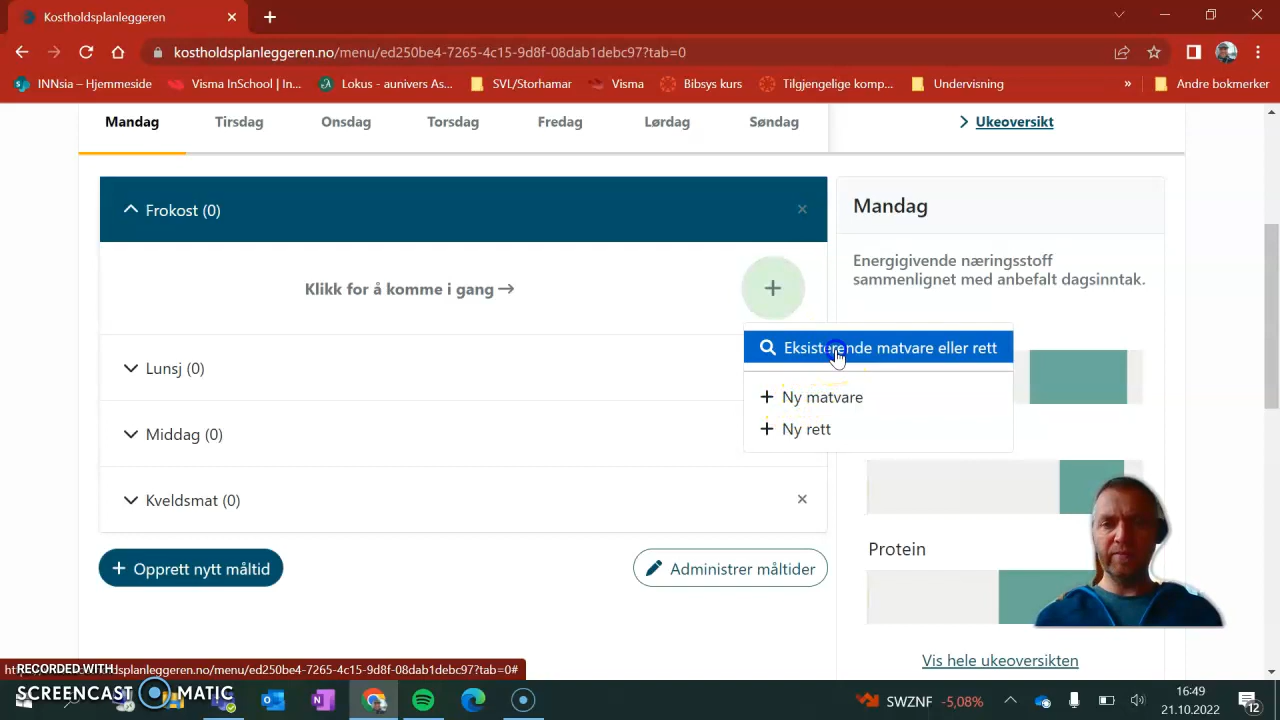 Kostholdsplanleggeren
kostholdsplanleggeren.no/menu/ed250be4-7265-4c15-9d8f-08dab1debc97?tab=0
INNsia – Hjemmeside
Visma InSchool | In...
Lokus - aunivers As...
SVL/Storhamar
Visma
Bibsys kurs
Tilgjengelige komp...
Undervisning
»
Andre bokmerker
Mandag
Tirsdag
Onsdag
Torsdag
Fredag
Lørdag
Søndag
Ukeoversikt
Frokost (0)
Mandag
Energigivende næringsstoff
sammenlignet med anbefalt dagsinntak.
Klikk for å komme i gang →
Eksisterende matvare eller rett
Ny matvare
Ny rett
Lunsj (0)
Middag (0)
Kveldsmat (0)
Protein
Opprett nytt måltid
Administrer måltider
Vis hele ukeoversikten
RECORDED WITH
SCREENCAST MATIC
ldsplanleggeren.no/menu/ed250be4-7265-4c15-9d8f-08dab1debc97?tab=0#
SWZNF -5,08%
16:49
21.10.2022
12